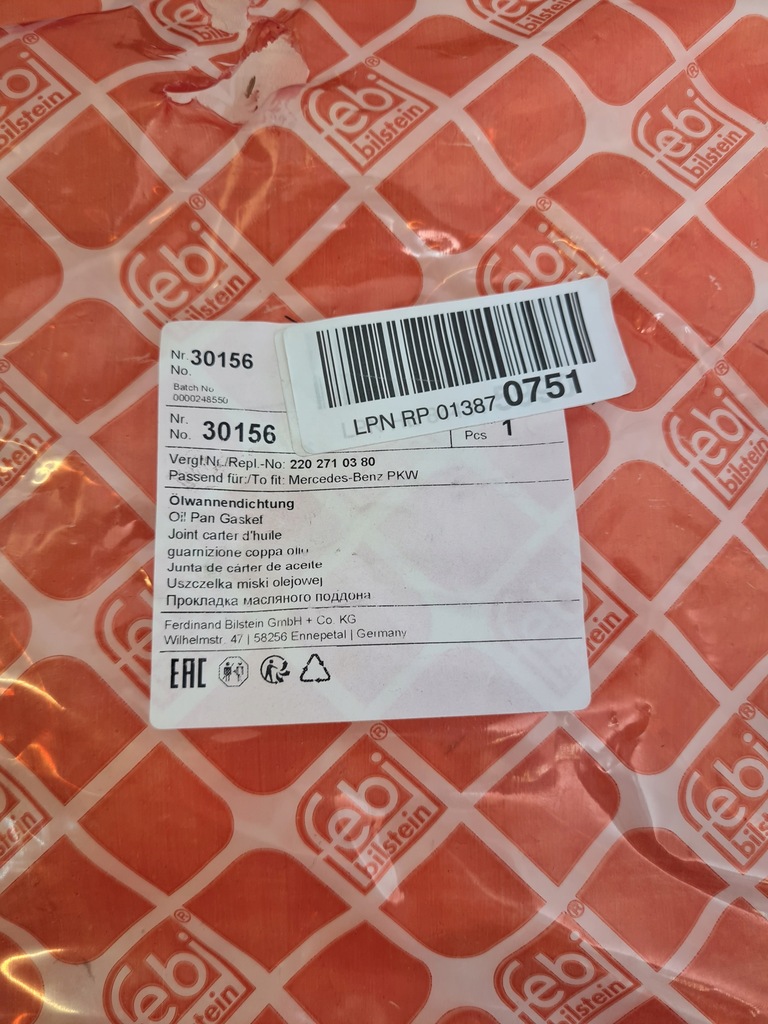 febi
bilstein
LPN RP 01387 0751
Nr. 30156
No.
Batch No
0000248550
Nr.
No. 30156
Pcs 1
Vergl.Nr./Repl.-No: 220 271 03 80
Passend für:/To fit: Mercedes-Benz PKW
Ölwannendichtung
Oil Pan Gasket
Joint carter d'huile
guarnizione coppa olio
Junta de cárter de aceite
Uszczelka miski olejowej
Прокладка масляного поддона
Ferdinand Bilstein GmbH + Co. KG
Wilhelmstr. 47 | 58256 Ennepetal | Germany
EAC